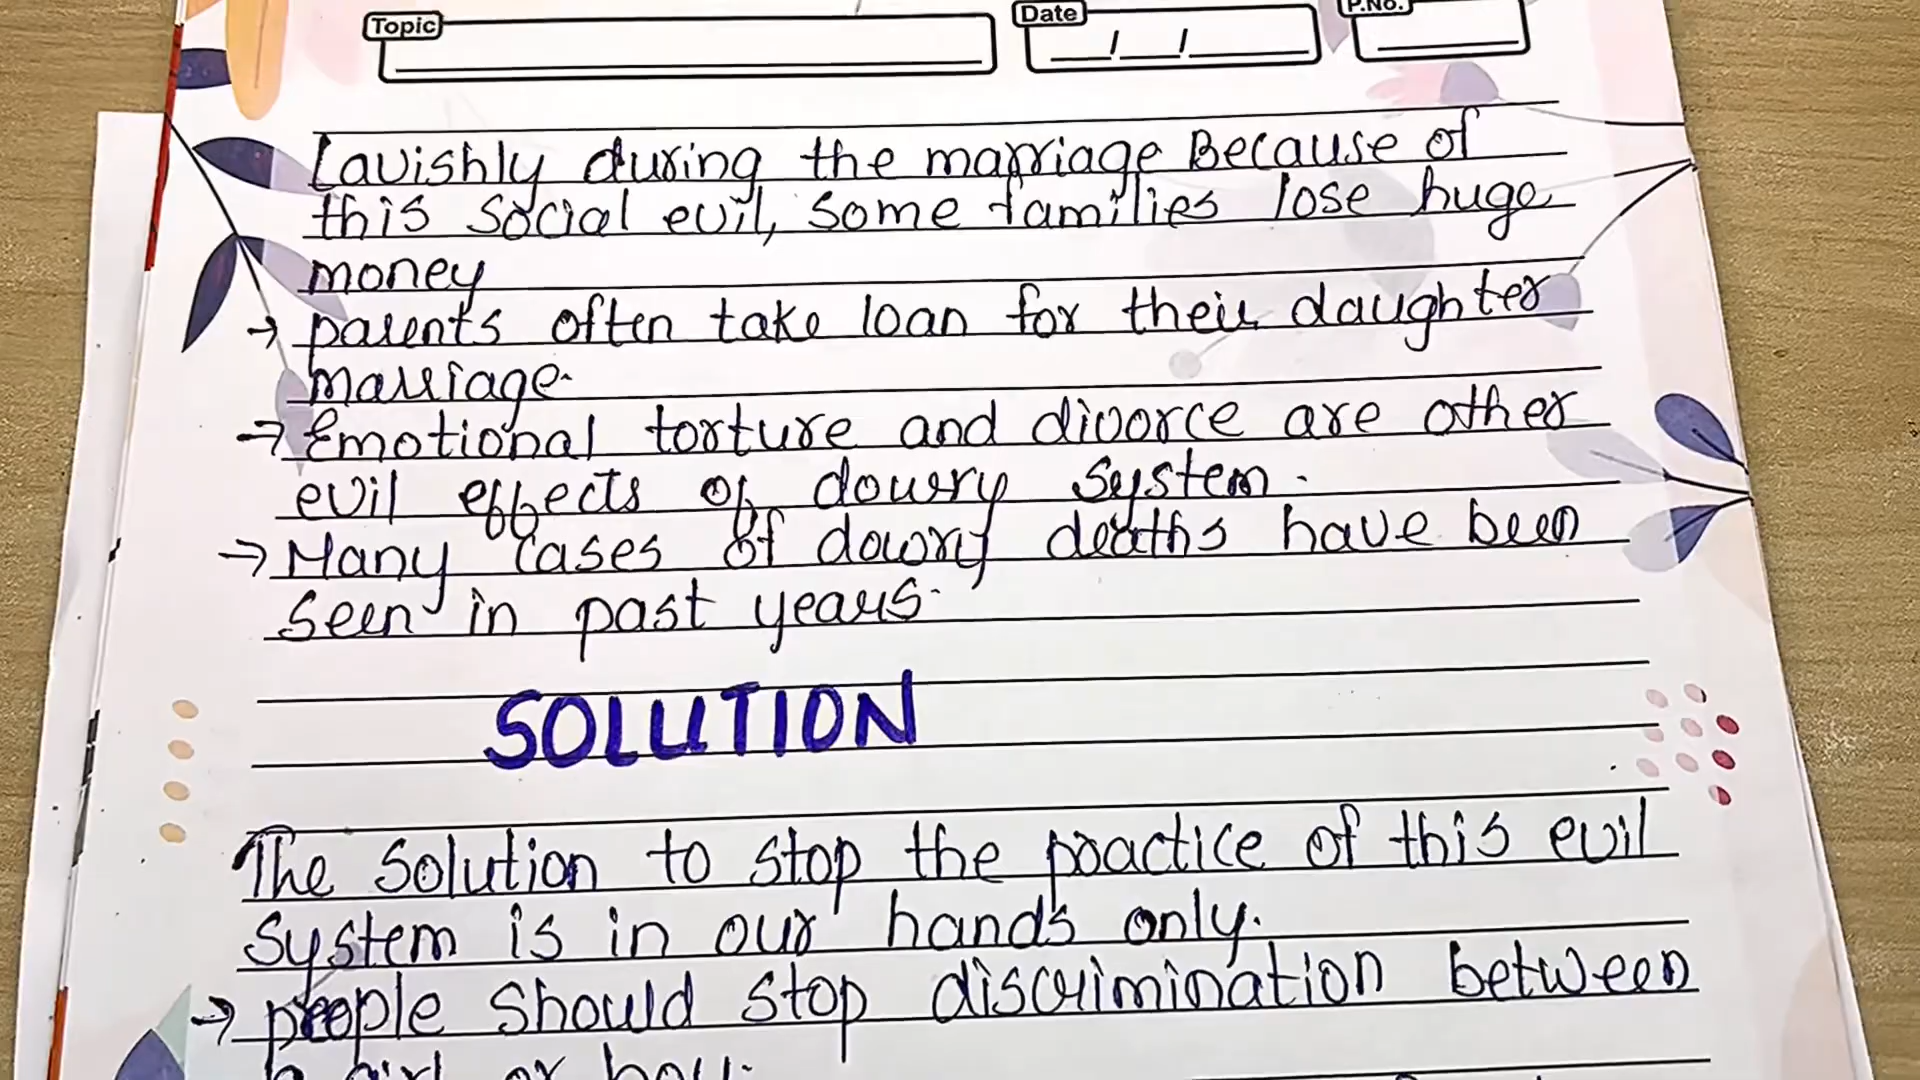 Topic
Date
P.No.
Lavishly during the marriage Because of
this social evil, some families lose huge
money
→ parents often take loan for their daughter
marriage.
→ Emotional torture and divorce are other
evil effects of dowry system.
→ Many cases of dowry deaths have been
seen in past years.
SOLUTION
The solution to stop the practice of this evil
system is in our hands only.
→ people should stop discrimination between
a girl or boy.